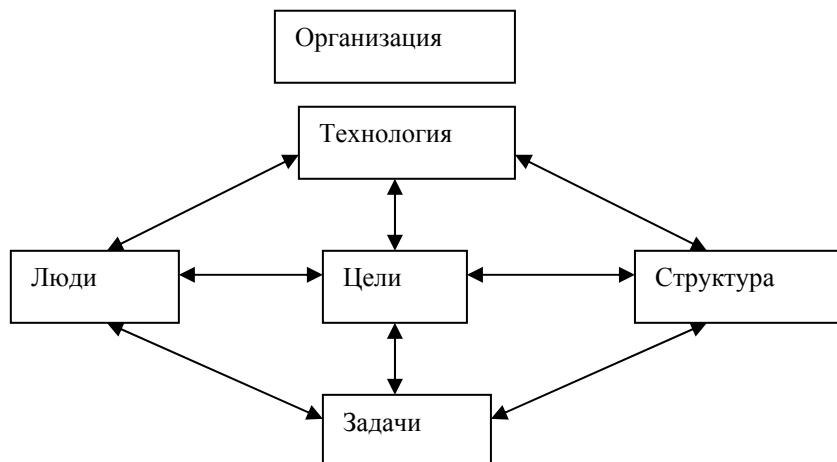 Организация
Технология
Люди
Цели
Структура
Задачи